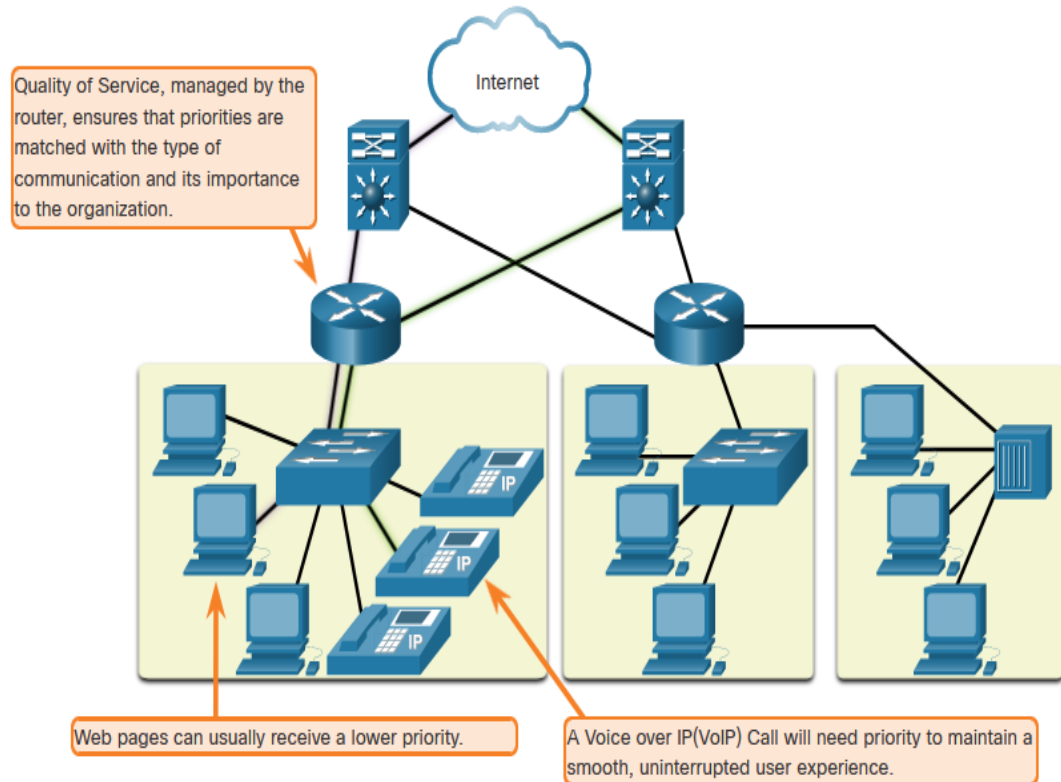 Internet
Quality of Service, managed by the
router, ensures that priorities are
matched with the type of
communication and its importance
to the organization.
IP
IP
IP
Web pages can usually receive a lower priority.
A Voice over IP(VoIP) Call will need priority to maintain a
smooth, uninterrupted user experience.